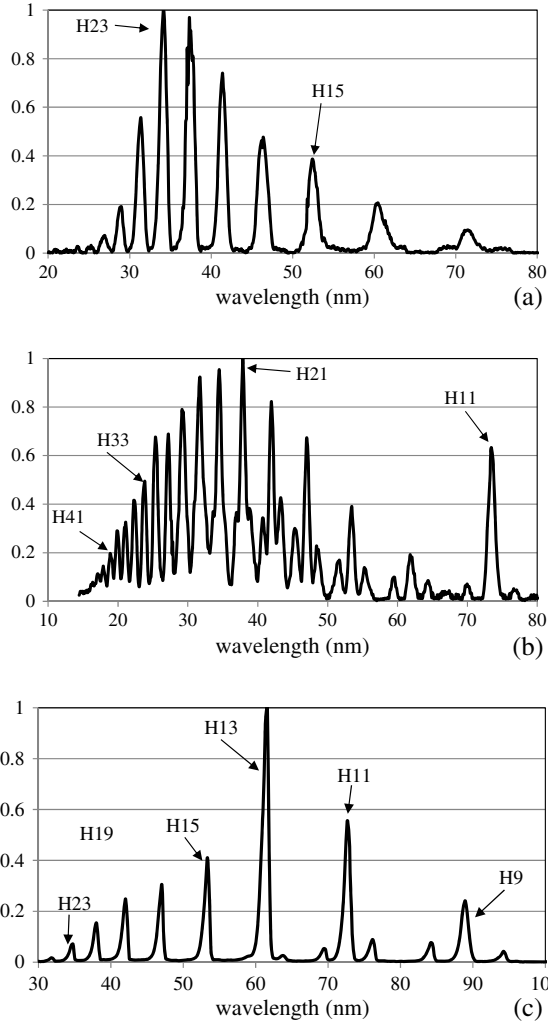 1
H23
0.8
0.6
H15
0.4
0.2
0
20 30 40 50 60 70 80
wavelength (nm)
(a)
1
H21
0.8
H11
0.6
H33
0.4
H41
0.2
0
10 20 30 40 50 60 70 80
wavelength (nm)
(b)
1
H13
0.8
H11
0.6
H19
H15
0.4
H9
H23
0.2
0
30 40 50 60 70 80 90 100
wavelength (nm)
(c)